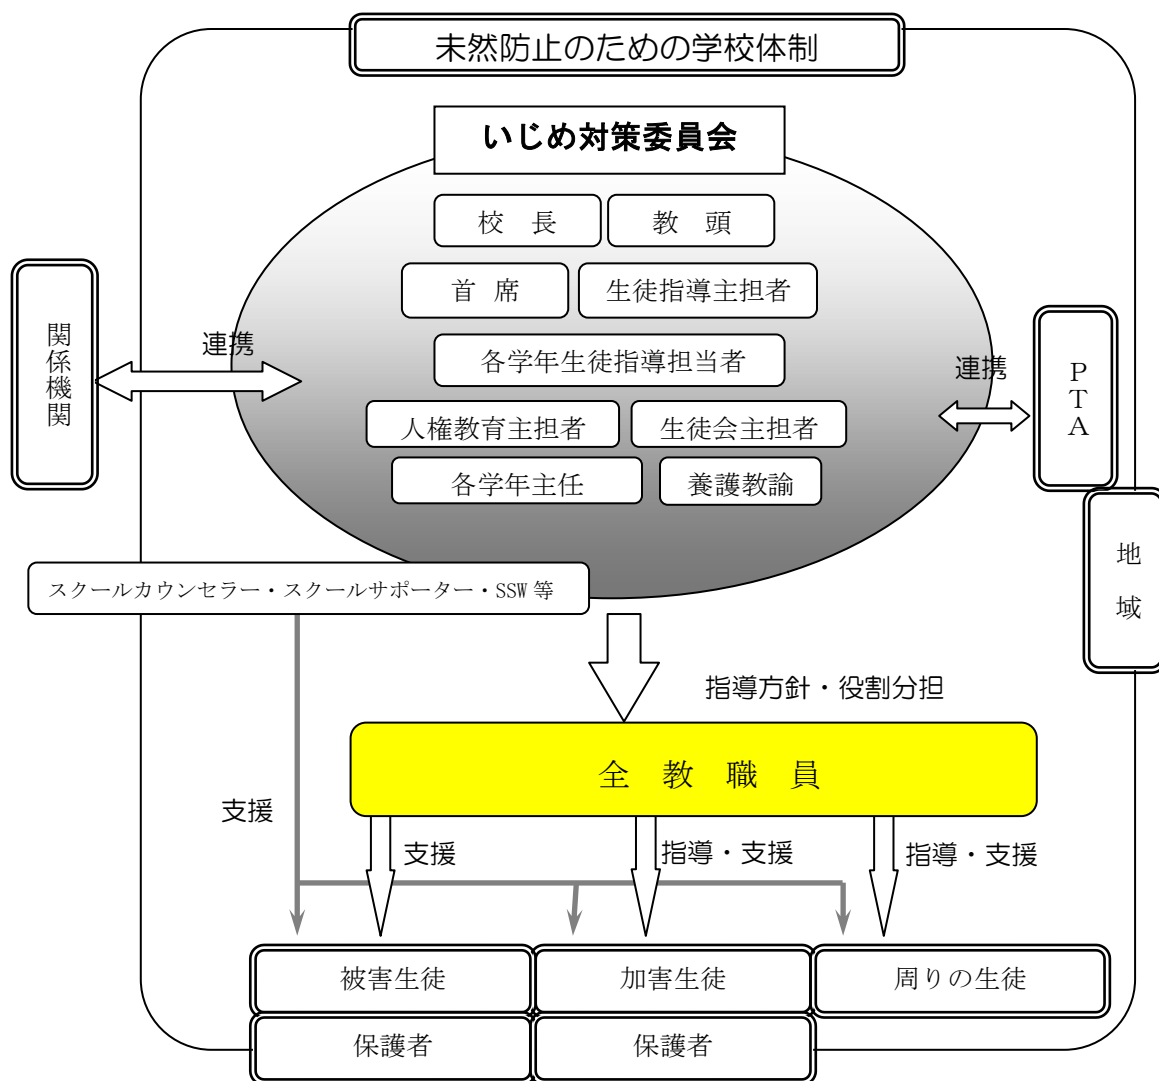 未然防止のための学校体制
いじめ対策委員会
校 長
教 頭
首 席
生徒指導主担者
各学年生徒指導担当者
人権教育主担者
生徒会主担者
各学年主任
養護教諭
関係機関
連携
連携
PTA
地域
スクールカウンセラー・スクールサポーター・SSW 等
指導方針・役割分担
全 教 職 員
支援
支援
指導・支援
指導・支援
被害生徒
加害生徒
周りの生徒
保護者
保護者